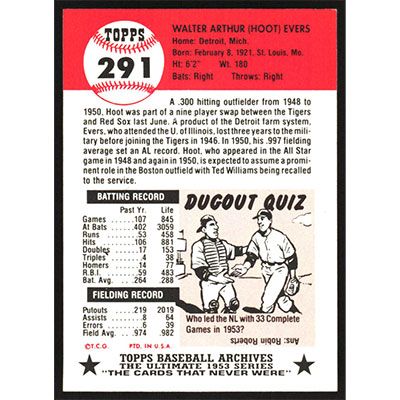 TOPPS
291
WALTER ARTHUR (HOOT) EVERS
Home: Detroit, Mich.
Born: February 8, 1921, St. Louis, Mo.
Ht: 6'2" Wt: 180
Bats: Right Throws: Right
A .300 hitting outfielder from 1948 to
1950, Hoot was part of a nine player swap between the Tigers
and Red Sox last June. A product of the Detroit farm system,
Evers, who attended the U. of Illinois, lost three years to the military
before joining the Tigers in 1946. In 1950, his .997 fielding
average set an AL record. Hoot, who appeared in the All Star
game in 1948 and again in 1950, is expected to assume a prominent
role in the Boston outfield with Ted Williams being
recalled to the service.
BATTING RECORD
Past Yr. Life
Games 107 845
At Bats 402 3059
Runs 53 458
Hits 106 881
Doubles 17 153
Triples 4 38
Homers 14 77
R.B.I. 59 483
Bat. Avg. .264 .288
FIELDING RECORD
Putouts 219 2019
Assists 8 64
Errors 6 39
Field Avg. .974 .982
©T.C.G. PTD. IN U.S.A.
DUGOUT QUIZ
Who led the NL with 33 Complete
Games in 1953?
Ans: Robin Roberts
TOPPS BASEBALL ARCHIVES
THE ULTIMATE 1953 SERIES
"THE CARDS THAT NEVER WERE"